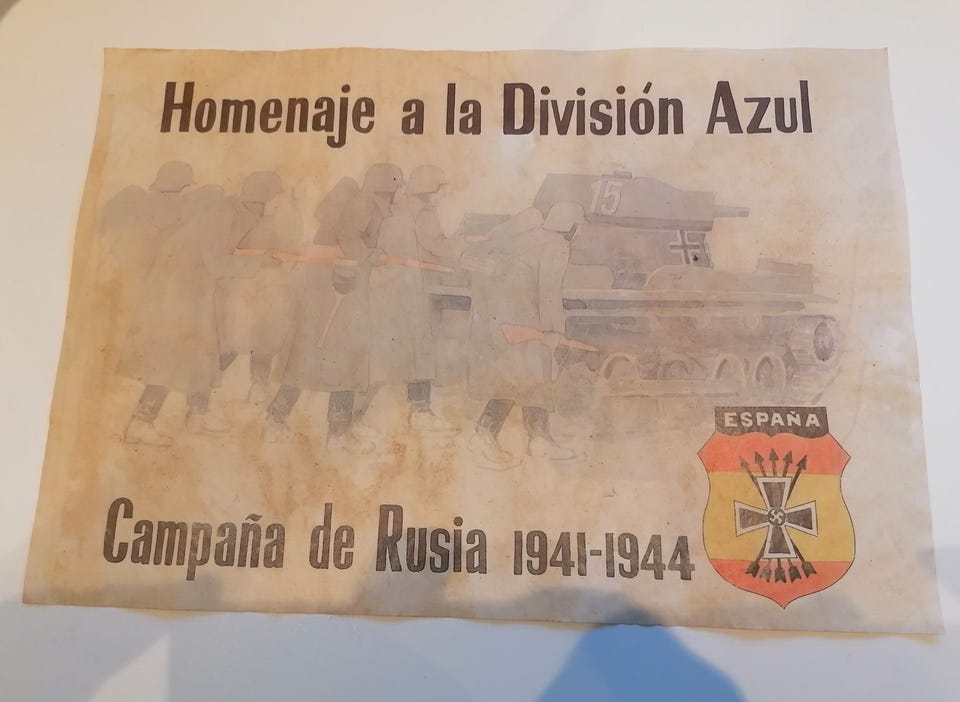 Homenaje a la División Azul
15
ESPAÑA
Campaña de Rusia 1941-1944